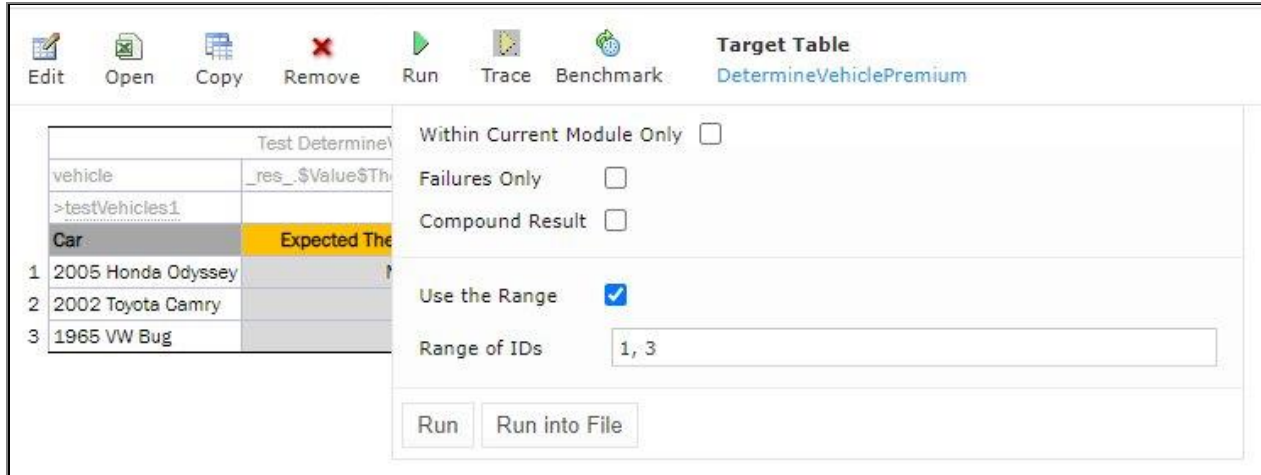 Edit Open Copy Remove Run Trace Benchmark
Target Table
DetermineVehiclePremium
Test Determine
vehicle _res_.$Value$Th
>testVehicles1
Car Expected The
1 2005 Honda Odyssey
2 2002 Toyota Camry
3 1965 VW Bug
Within Current Module Only
Failures Only
Compound Result
Use the Range
Range of IDs 1, 3
Run Run into File